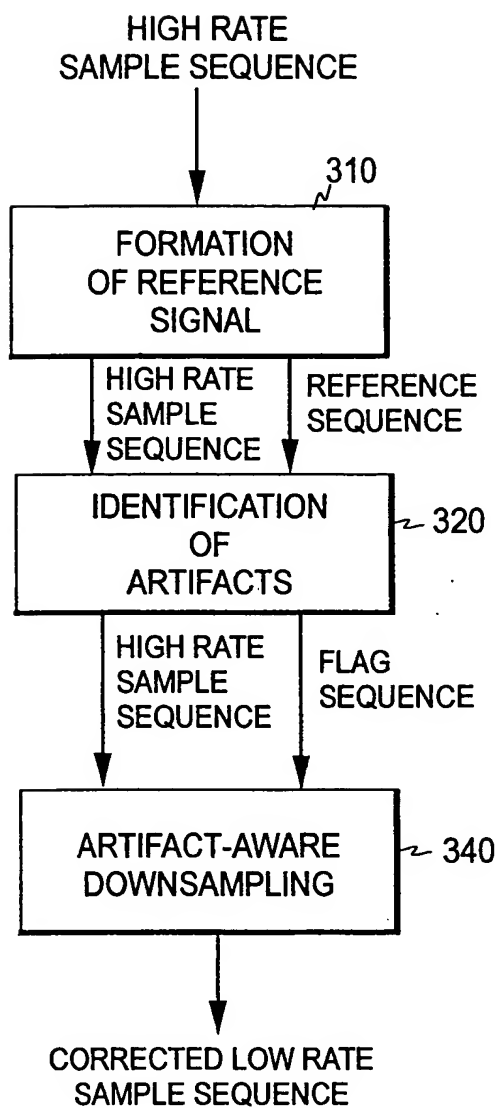 HIGH RATE
SAMPLE SEQUENCE
310
FORMATION
OF REFERENCE
SIGNAL
HIGH RATE
SAMPLE
SEQUENCE
REFERENCE
SEQUENCE
IDENTIFICATION
OF
ARTIFACTS
320
HIGH RATE
SAMPLE
SEQUENCE
FLAG
SEQUENCE
ARTIFACT-AWARE
DOWNSAMPLING
340
CORRECTED LOW RATE
SAMPLE SEQUENCE